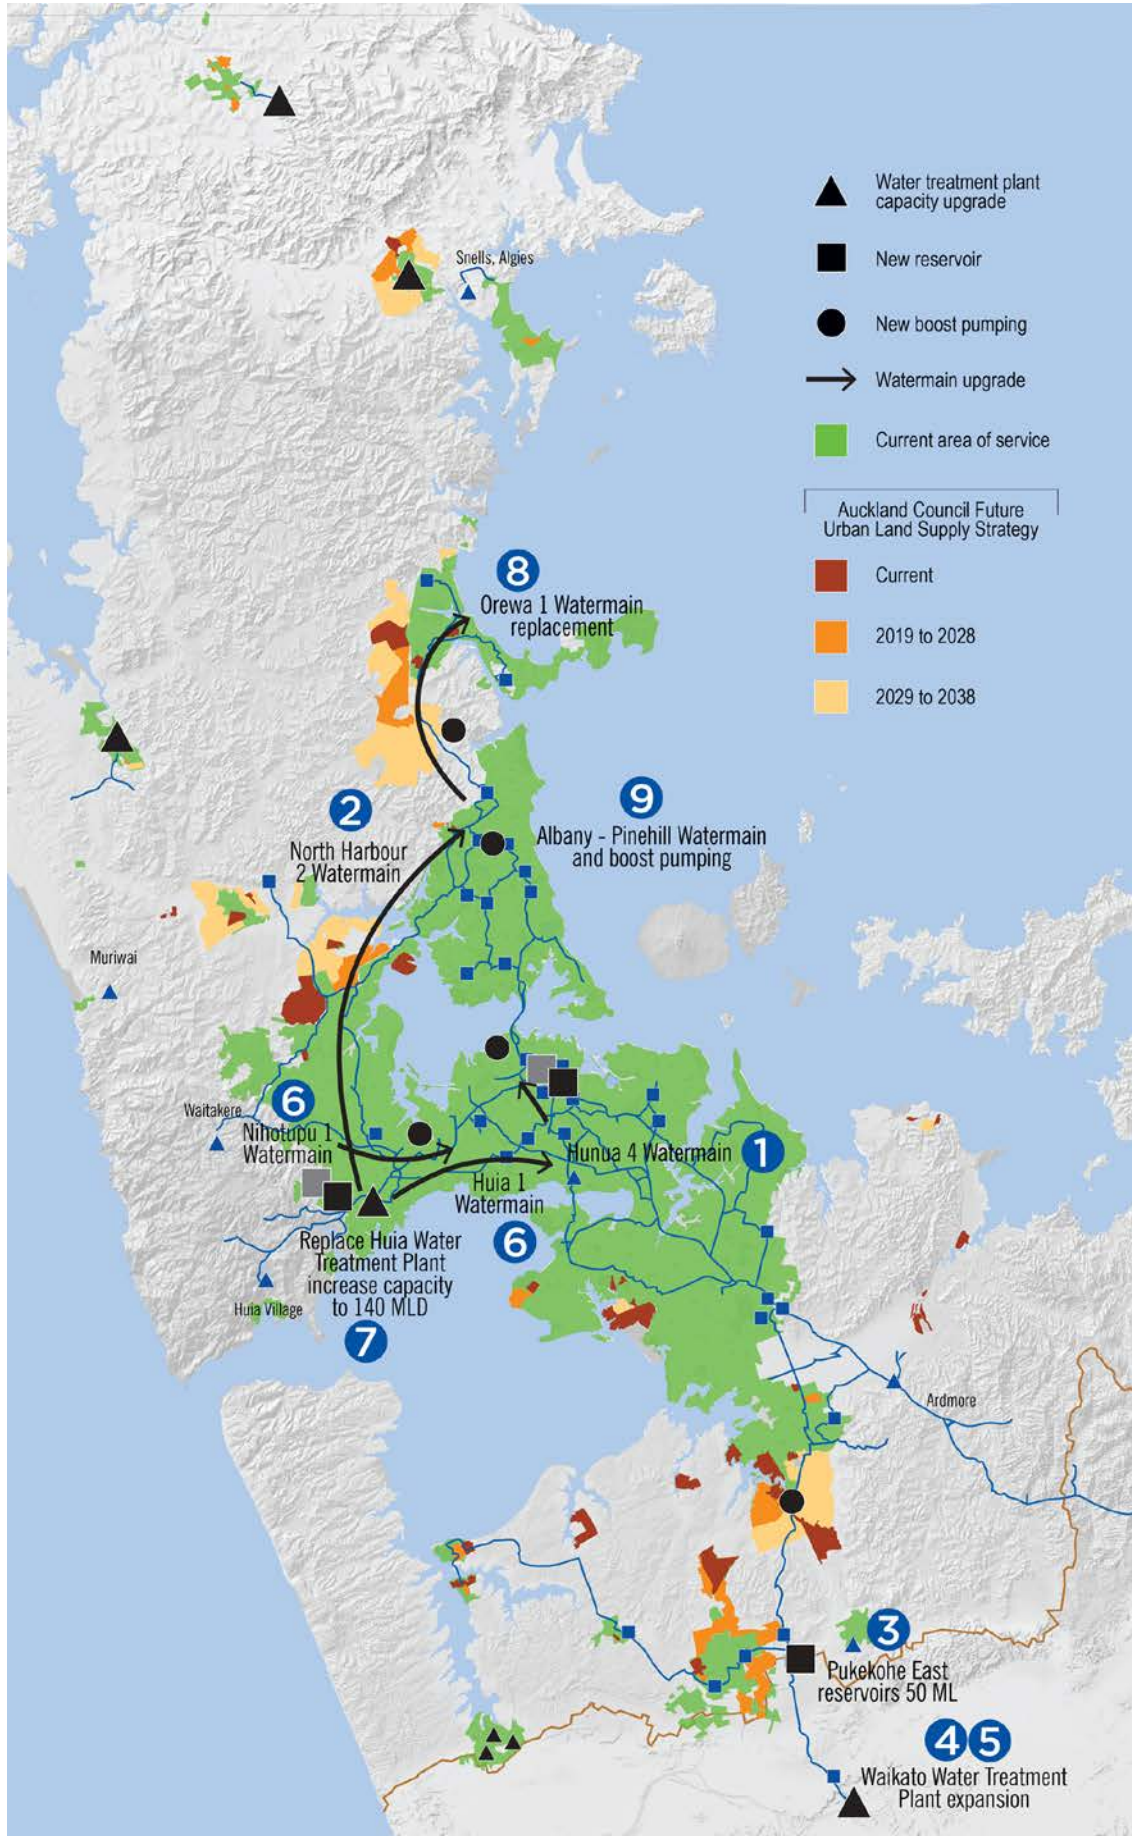 Water treatment plant
capacity upgrade
Snells, Algies
New reservoir
New boost pumping
Watermain upgrade
Current area of service
Auckland Council Future
Urban Land Supply Strategy
Current
2019 to 2028
2029 to 2038
8
Orewa 1 Watermain
replacement
2
North Harbour
2 Watermain
9
Albany - Pinehill Watermain
and boost pumping
Muriwai
Waitakere
6
Nihotupu 1
Watermain
Hunua 4 Watermain
1
Huia 1
Watermain
6
Replace Huia Water
Treatment Plant
increase capacity
to 140 MLD
7
Huia Village
Ardmore
3
Pukekohe East
reservoirs 50 ML
4 5
Waikato Water Treatment
Plant expansion